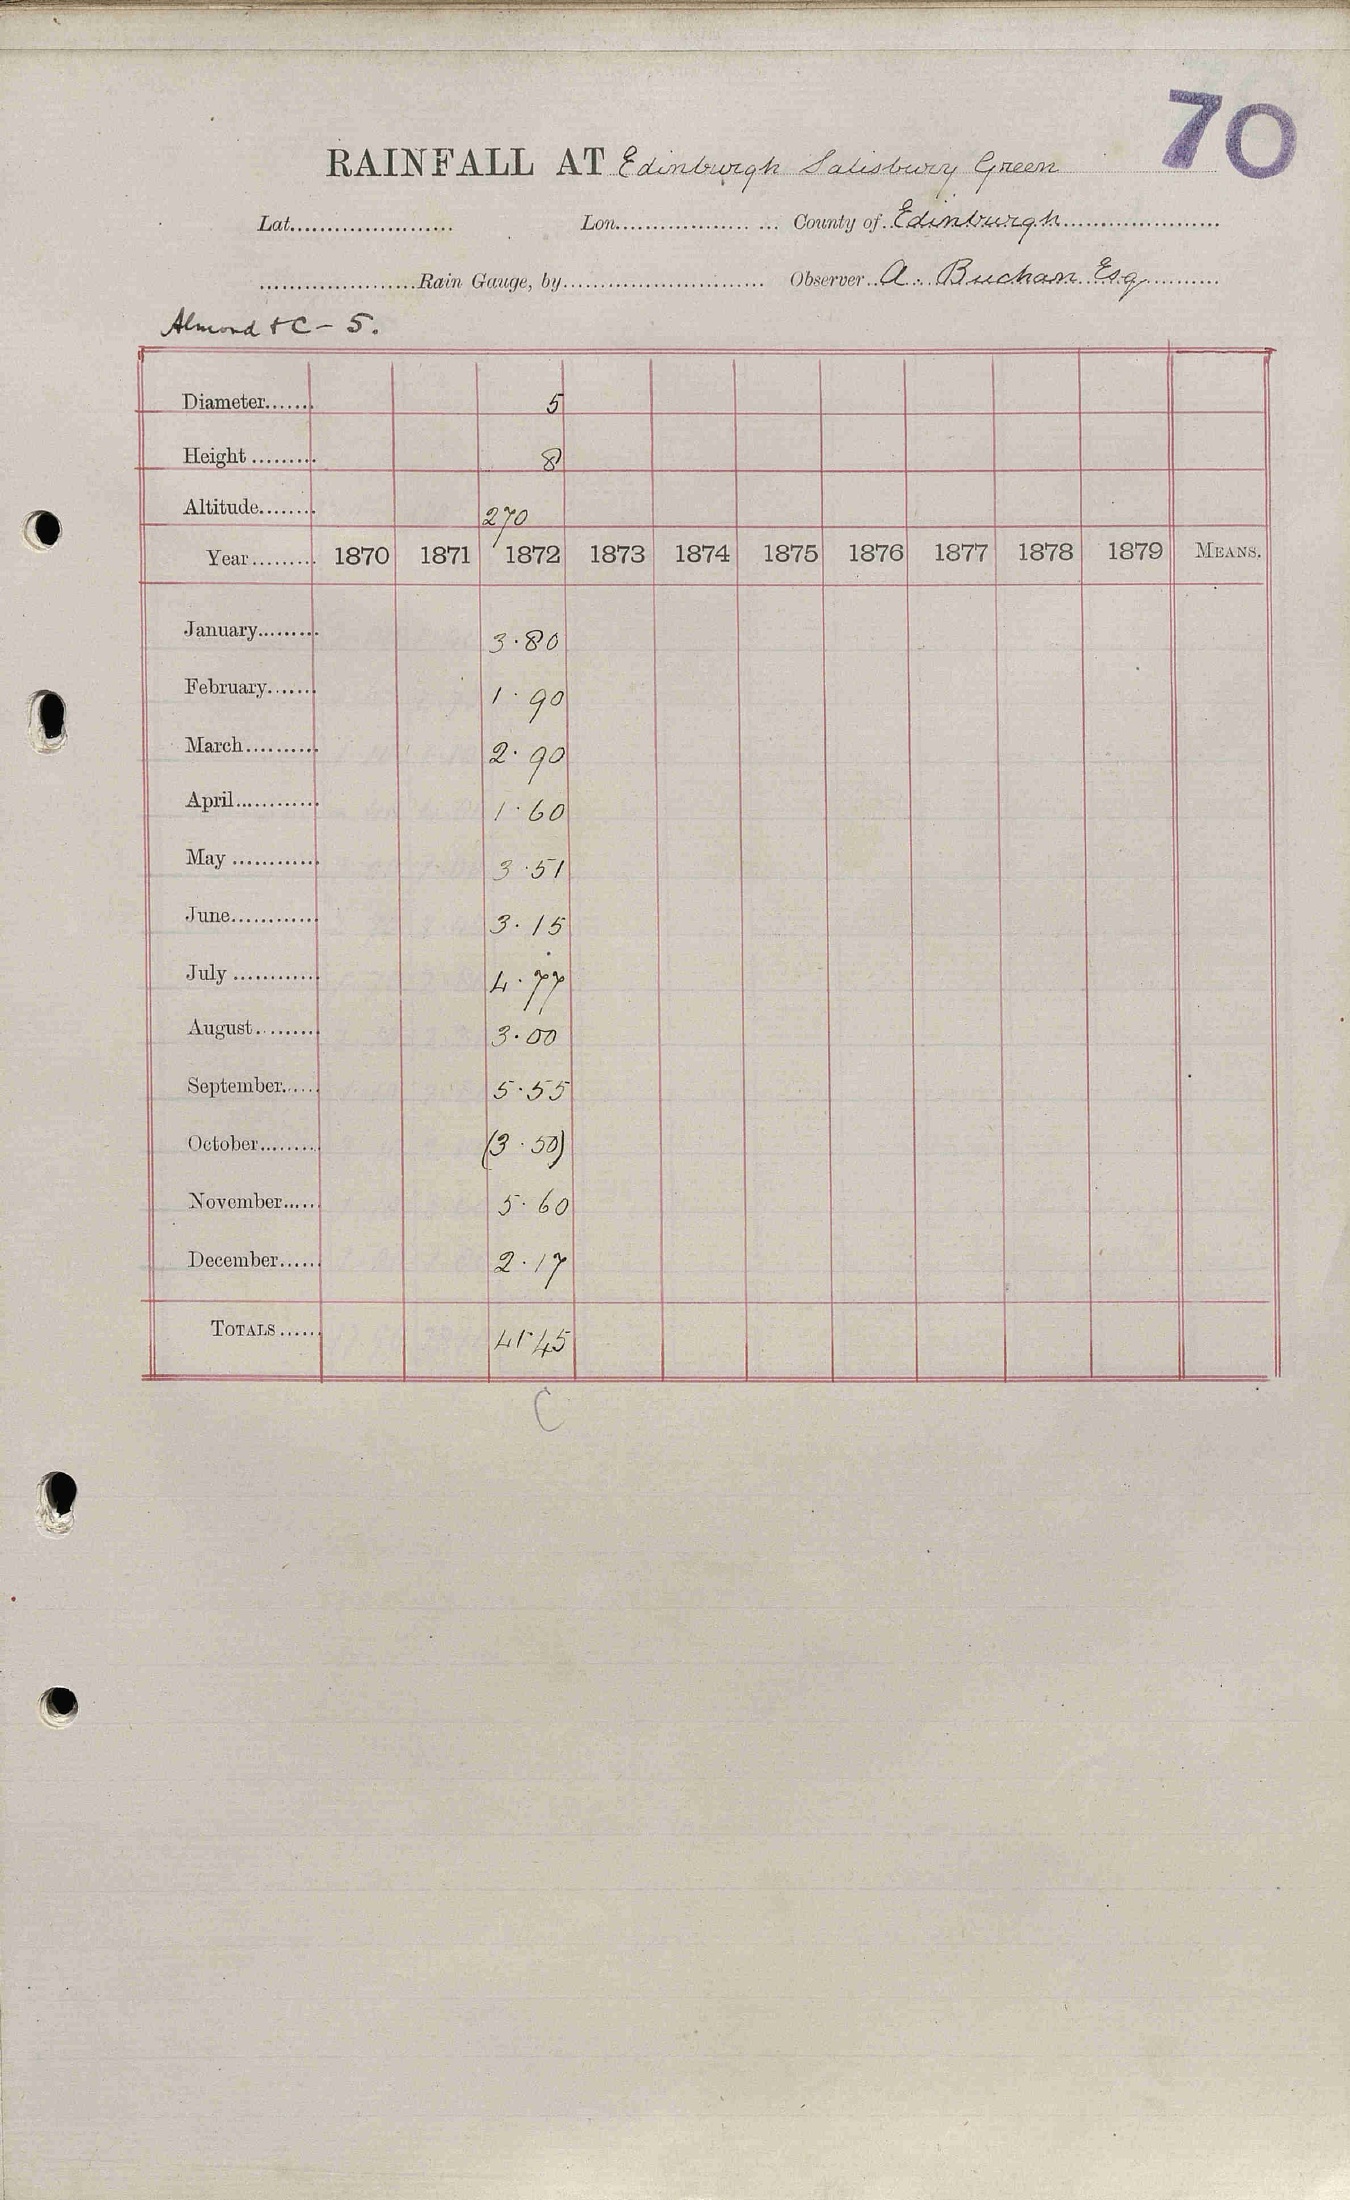 70
RAINFALL AT Edinburgh Salisbury Green
Lat...................... Lon.................. ... County of Edinburgh......................
......................Rain Gauge, by........................... Observer A. Buchan Esq
Almond & C - 5.
Diameter....... 5
Height ......... 8
Altitude........ 270
Year......... 1870 1871 1872 1873 1874 1875 1876 1877 1878 1879 MEANS.
January......... 3.80
February....... 1.90
March.......... 2.90
April............ 1.60
May ............ 3.51
June............ 3.15
July ............ 4.77
August......... 3.00
September...... 5.55
October......... (3.50)
November..... 5.60
December...... 2.17
TOTALS...... 41.45
C